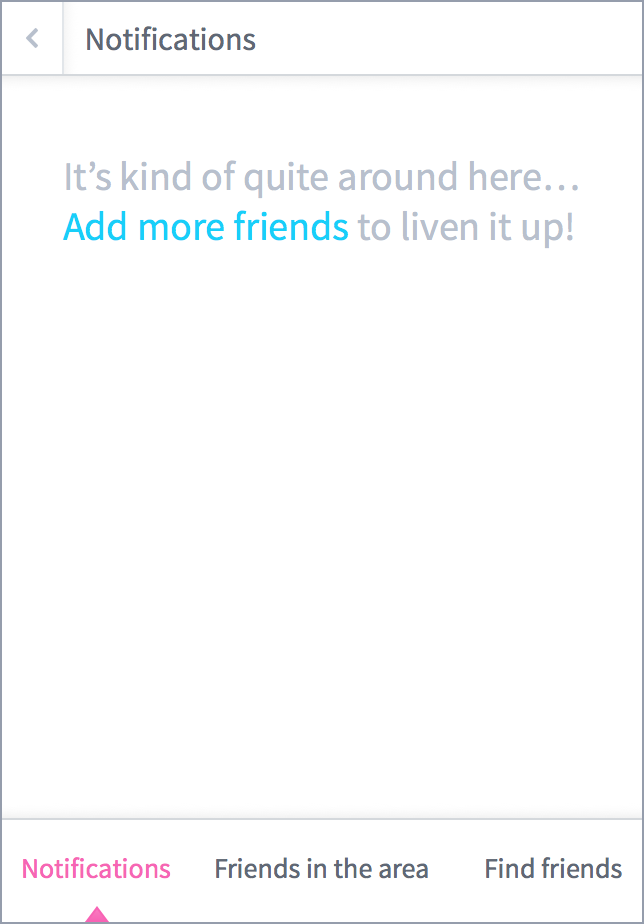 Notifications
It’s kind of quite around here…
Add more friends to liven it up!
Notifications
Friends in the area
Find friends